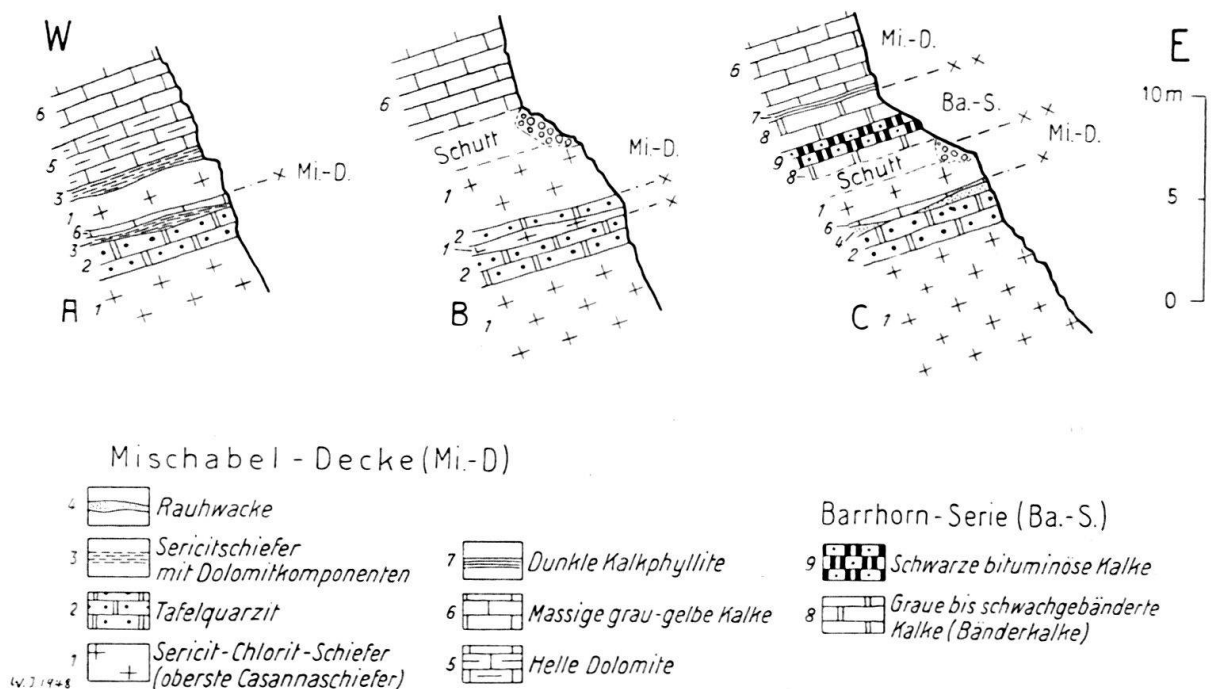 W
E
Mi.-D.
6
5
3
1
6
3
2
1
A
Mi.-D.
6
Schutt
1
2
1
2
1
B
Mi.-D.
Ba.-S.
Mi.-D.
6
7
8
9
8
Schutt
1
6
4
2
1
C
10m
5
0
Mischabel-Decke (Mi.-D)
4 Rauhwacke
3 Sericitschiefer
mit Dolomitkomponenten
2 Tafelquarzit
1 Sericit-Chlorit-Schiefer
(oberste Casannaschiefer)
7 Dunkle Kalkphyllite
6 Massige grau-gelbe Kalke
5 Helle Dolomite
Barrhorn-Serie (Ba.-S.)
9 Schwarze bituminöse Kalke
8 Graue bis schwachgebänderte
Kalke (Bänderkalke)
W.J.1948